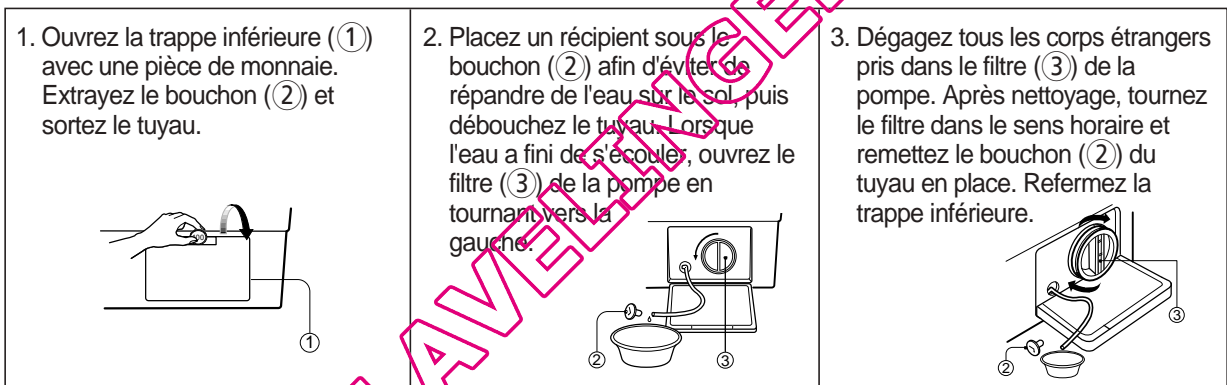 1. Ouvrez la trappe inférieure (①)
avec une pièce de monnaie.
Extrayez le bouchon (②) et
sortez le tuyau.
①
2. Placez un récipient sous le
bouchon (②) afin d'éviter de
répandre de l'eau sur le sol, puis
débouchez le tuyau. Lorsque
l'eau a fini de s'écouler, ouvrez le
filtre (③) de la pompe en
tournant vers la
gauche.
②
③
3. Dégagez tous les corps étrangers
pris dans le filtre (③) de la
pompe. Après nettoyage, tournez
le filtre dans le sens horaire et
remettez le bouchon (②) du
tuyau en place. Refermez la
trappe inférieure.
③
②
LAVELINGE